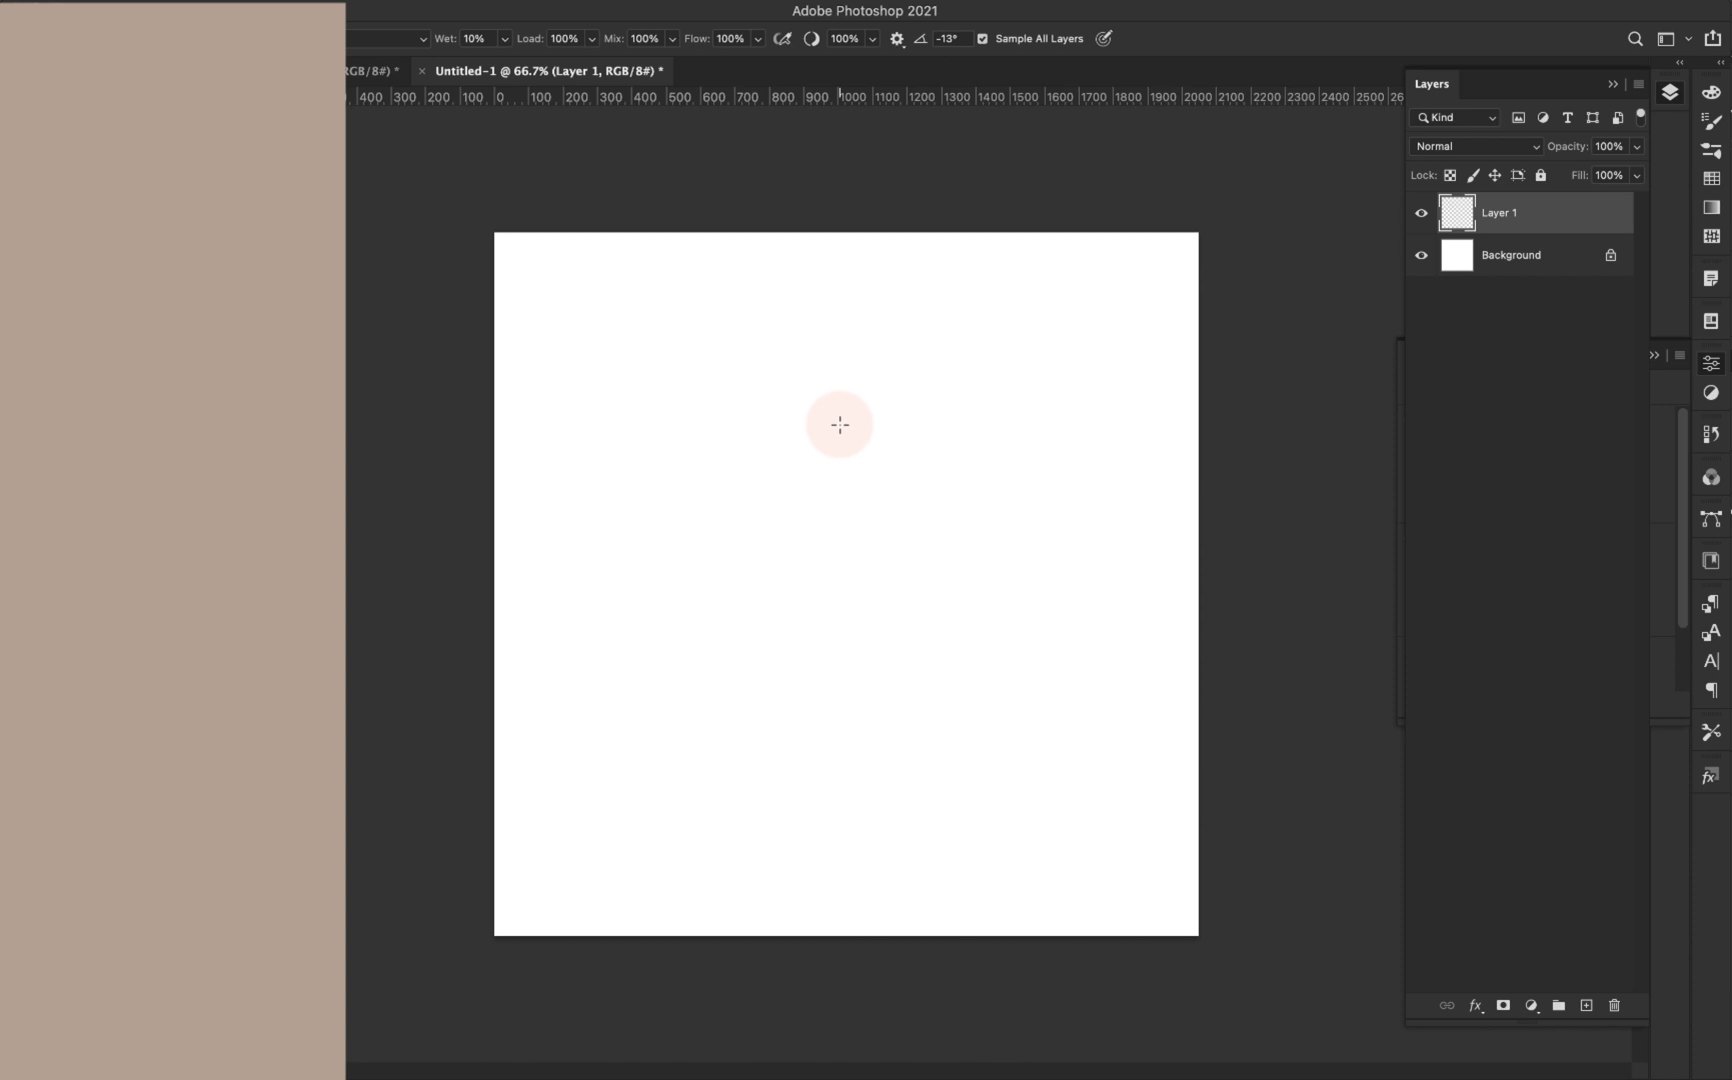 Adobe Photoshop 2021
Wet: 10% Load: 100% Mix: 100% Flow: 100% 100% -13° Sample All Layers
RGB/8#) * × Untitled-1 @ 66.7% (Layer 1, RGB/8#) *
400 300 200 100 0 100 200 300 400 500 600 700 800 900 1000 1100 1200 1300 1400 1500 1600 1700 1800 1900 2000 2100 2200 2300 2400 2500 26
Layers
Kind
Normal Opacity: 100%
Lock: Fill: 100%
Layer 1
Background